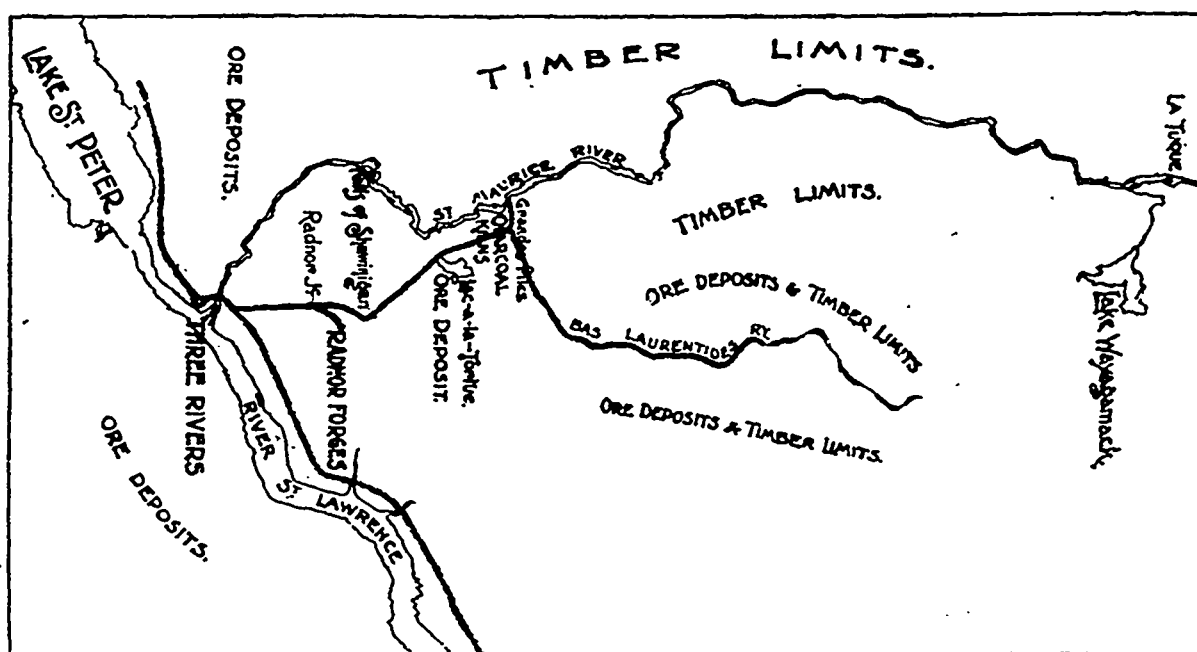 TIMBER LIMITS.
LAKE ST. PETER
ORE DEPOSITS.
LA TUQUE
ST. MAURICE RIVER
TIMBER LIMITS.
Falls of Shawinigan
Radnor Jc.
CHARCOAL KILNS
Grandes Piles
Lac-a-la-Tortue.
ORE DEPOSIT.
ORE DEPOSITS & TIMBER LIMITS
Lake Wayagamack.
BAS LAURENTIDES RY.
THREE RIVERS
RADNOR FORGES
ORE DEPOSITS & TIMBER LIMITS.
RIVER ST. LAWRENCE
ORE DEPOSITS.